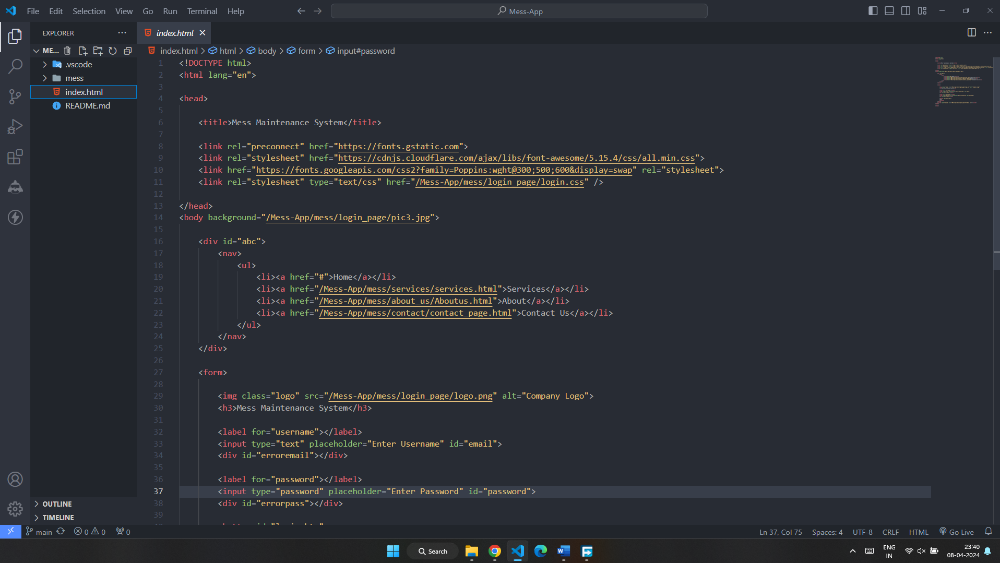 File Edit Selection View Go Run Terminal Help
Mess-App
EXPLORER
index.html
ME...
.vscode
mess
index.html
README.md
OUTLINE
TIMELINE
index.html > html > body > form > input#password
1 <!DOCTYPE html>
2 <html lang="en">
3
4 <head>
5
6 <title>Mess Maintenance System</title>
7
8 <link rel="preconnect" href="https://fonts.gstatic.com">
9 <link rel="stylesheet" href="https://cdnjs.cloudflare.com/ajax/libs/font-awesome/5.15.4/css/all.min.css">
10 <link href="https://fonts.googleapis.com/css2?family=Poppins:wght@300;500;600&display=swap" rel="stylesheet">
11 <link rel="stylesheet" type="text/css" href="/Mess-App/mess/login_page/login.css" />
12
13 </head>
14 <body background="/Mess-App/mess/login_page/pic3.jpg">
15
16 <div id="abc">
17 <nav>
18 <ul>
19 <li><a href="#">Home</a></li>
20 <li><a href="/Mess-App/mess/services/services.html">Services</a></li>
21 <li><a href="/Mess-App/mess/about_us/Aboutus.html">About</a></li>
22 <li><a href="/Mess-App/mess/contact/contact_page.html">Contact Us</a></li>
23 </ul>
24 </nav>
25 </div>
26
27 <form>
28
29 <img class="logo" src="/Mess-App/mess/login_page/logo.png" alt="Company Logo">
30 <h3>Mess Maintenance System</h3>
31
32 <label for="username"></label>
33 <input type="text" placeholder="Enter Username" id="email">
34 <div id="erroremail"></div>
35
36 <label for="password"></label>
37 <input type="password" placeholder="Enter Password" id="password">
38 <div id="errorpass"></div>
39
main 0 0 0
Ln 37, Col 75 Spaces: 4 UTF-8 CRLF HTML Go Live
Search
ENG
IN
23:40
08-04-2024